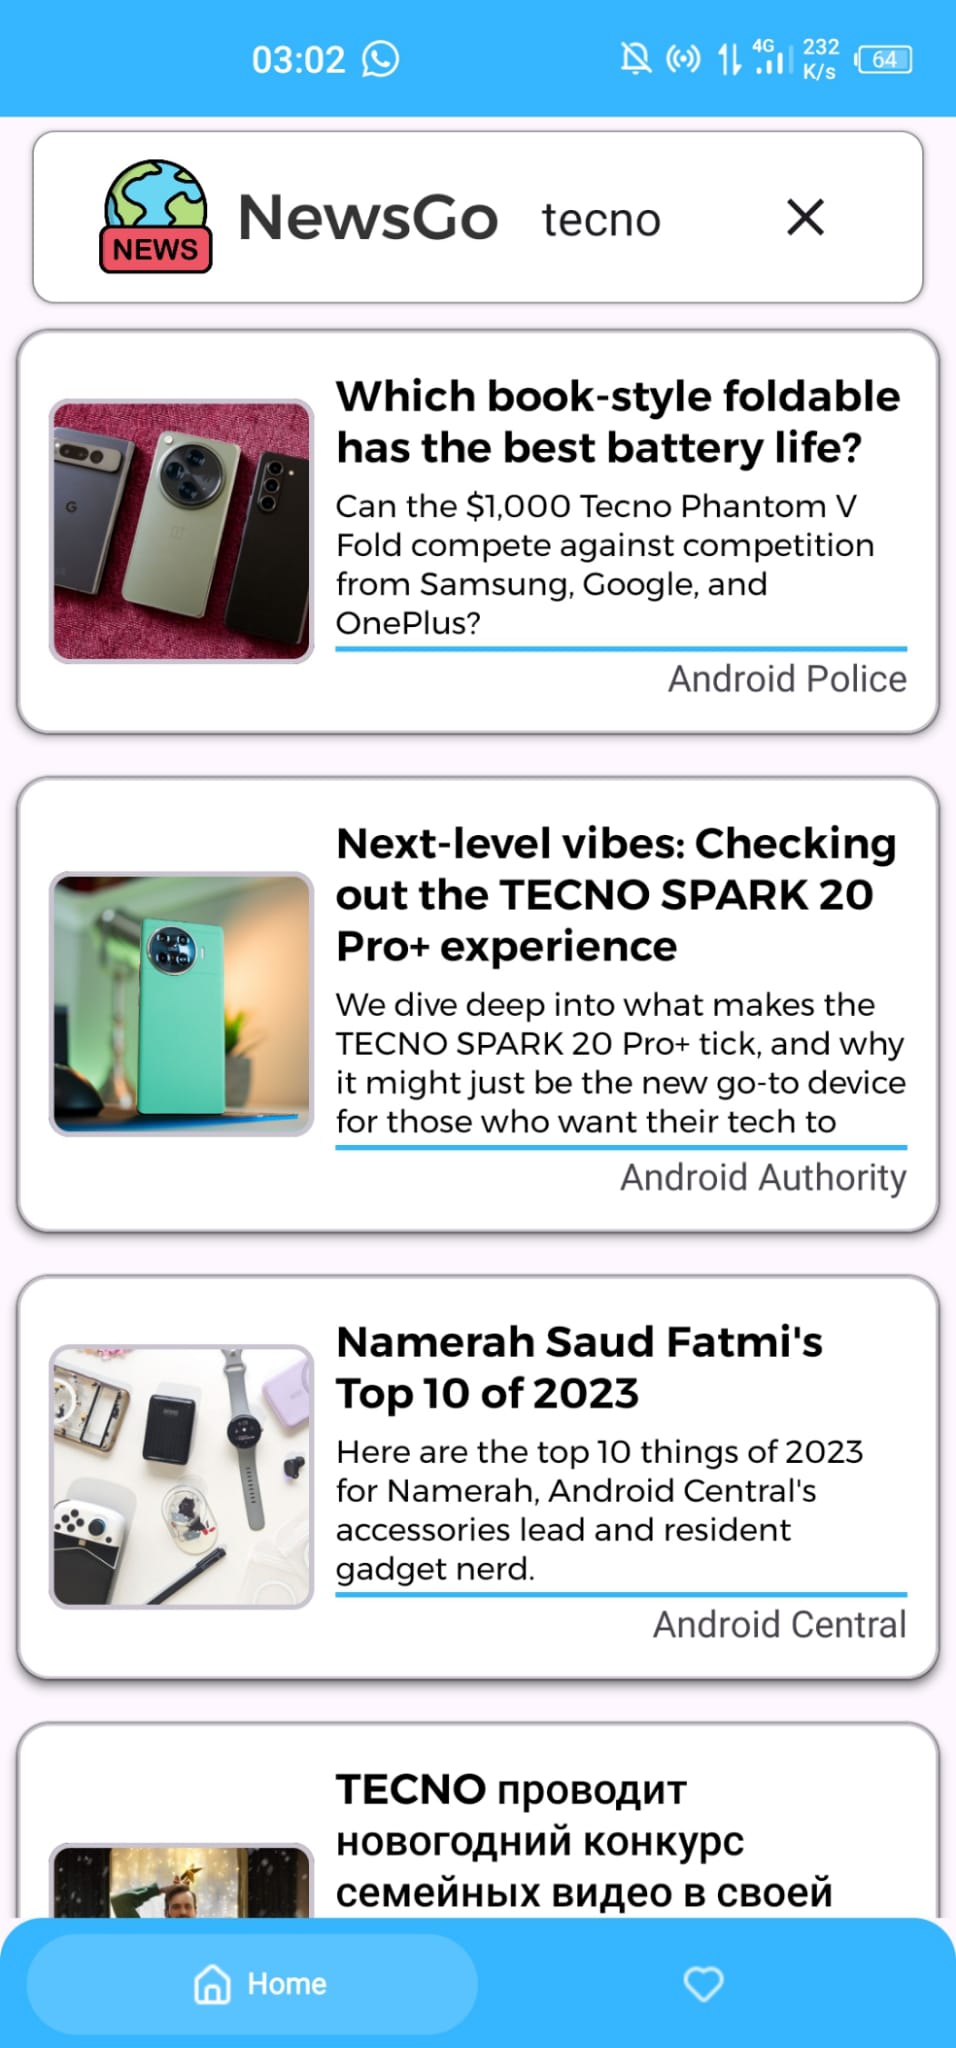 03:02
4G
232
K/s
64
NEWS
NewsGo
tecno
Which book-style foldable
has the best battery life?
Can the $1,000 Tecno Phantom V
Fold compete against competition
from Samsung, Google, and
OnePlus?
Android Police
Next-level vibes: Checking
out the TECNO SPARK 20
Pro+ experience
We dive deep into what makes the
TECNO SPARK 20 Pro+ tick, and why
it might just be the new go-to device
for those who want their tech to
Android Authority
Namerah Saud Fatmi's
Top 10 of 2023
Here are the top 10 things of 2023
for Namerah, Android Central's
accessories lead and resident
gadget nerd.
Android Central
TECNO проводит
новогодний конкурс
семейных видео в своей
Home